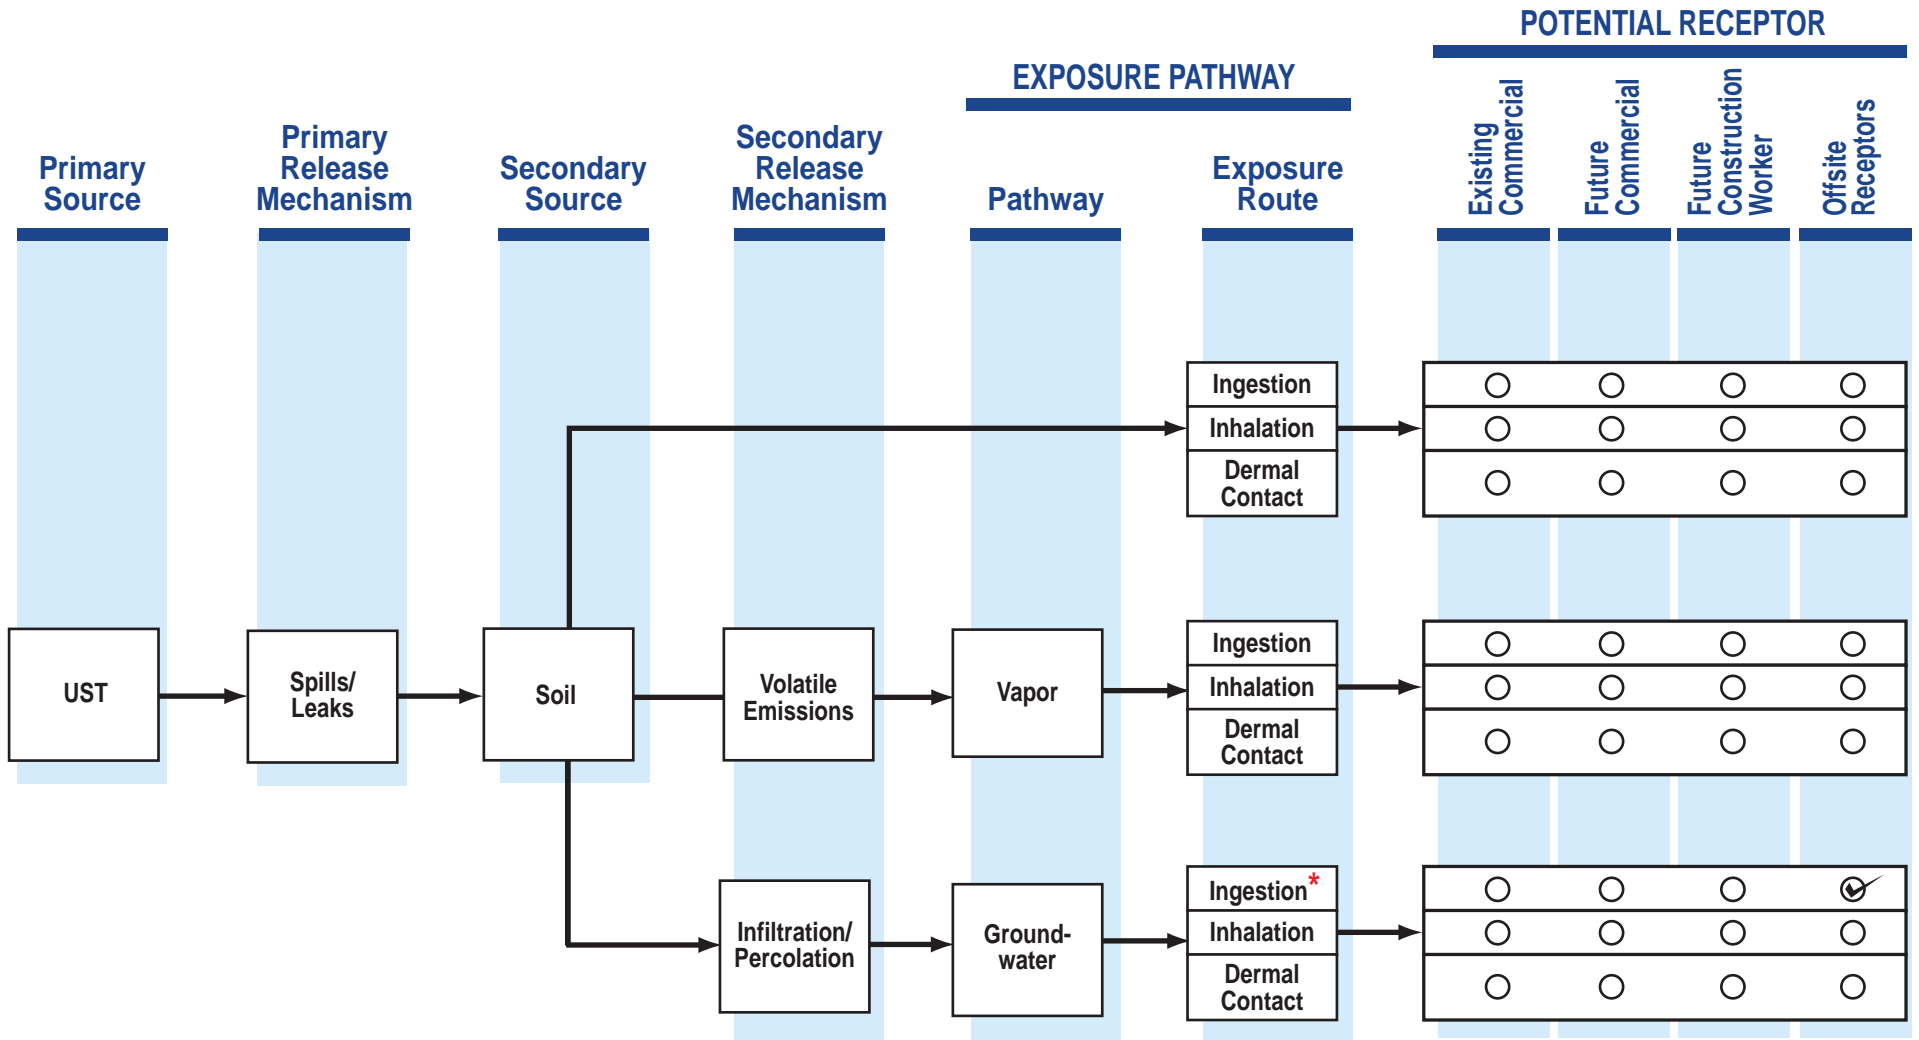 POTENTIAL RECEPTOR
EXPOSURE PATHWAY
Primary
Source
Primary
Release
Mechanism
Secondary
Source
Secondary
Release
Mechanism
Pathway
Exposure
Route
Existing
Commercial
Future
Commercial
Future
Construction
Worker
Offsite
Receptors
Ingestion
Inhalation
Dermal
Contact
UST
Spills/
Leaks
Soil
Volatile
Emissions
Vapor
Ingestion
Inhalation
Dermal
Contact
Infiltration/
Percolation
Ground-
water
Ingestion*
Inhalation
Dermal
Contact